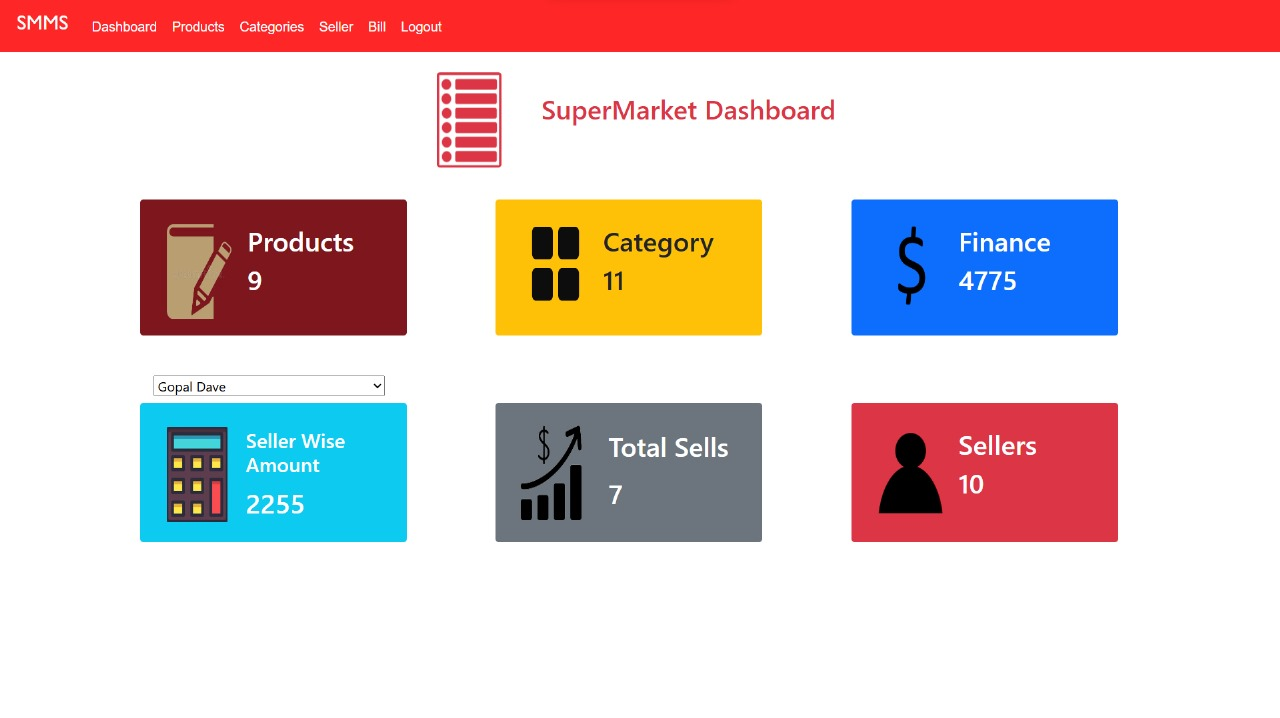 SMMS Dashboard Products Categories Seller Bill Logout
SuperMarket Dashboard
Products
9
Category
11
Finance
4775
Gopal Dave
Seller Wise
Amount
2255
Total Sells
7
Sellers
10